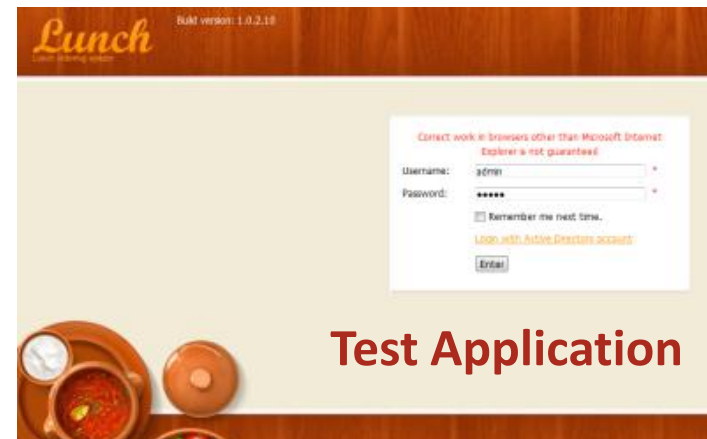 Lunch
Build version: 1.0.2.10
Lunch ordering system
Correct work in browsers other than Microsoft Internet
Explorer is not guaranteed
Username: admin *
Password: ●●●●● *
Remember me next time.
Login with Active Directory account
Enter
Test Application